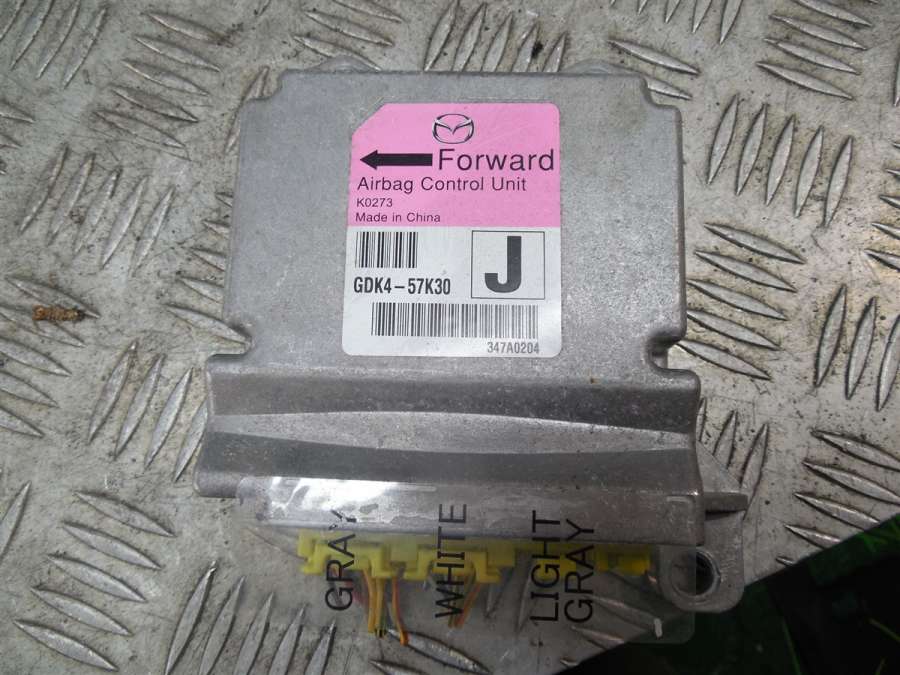 Forward
Airbag Control Unit
K0273
Made in China
J
GDK4-57K30
347A0204
GRAY
WHITE
LIGHT
GRAY